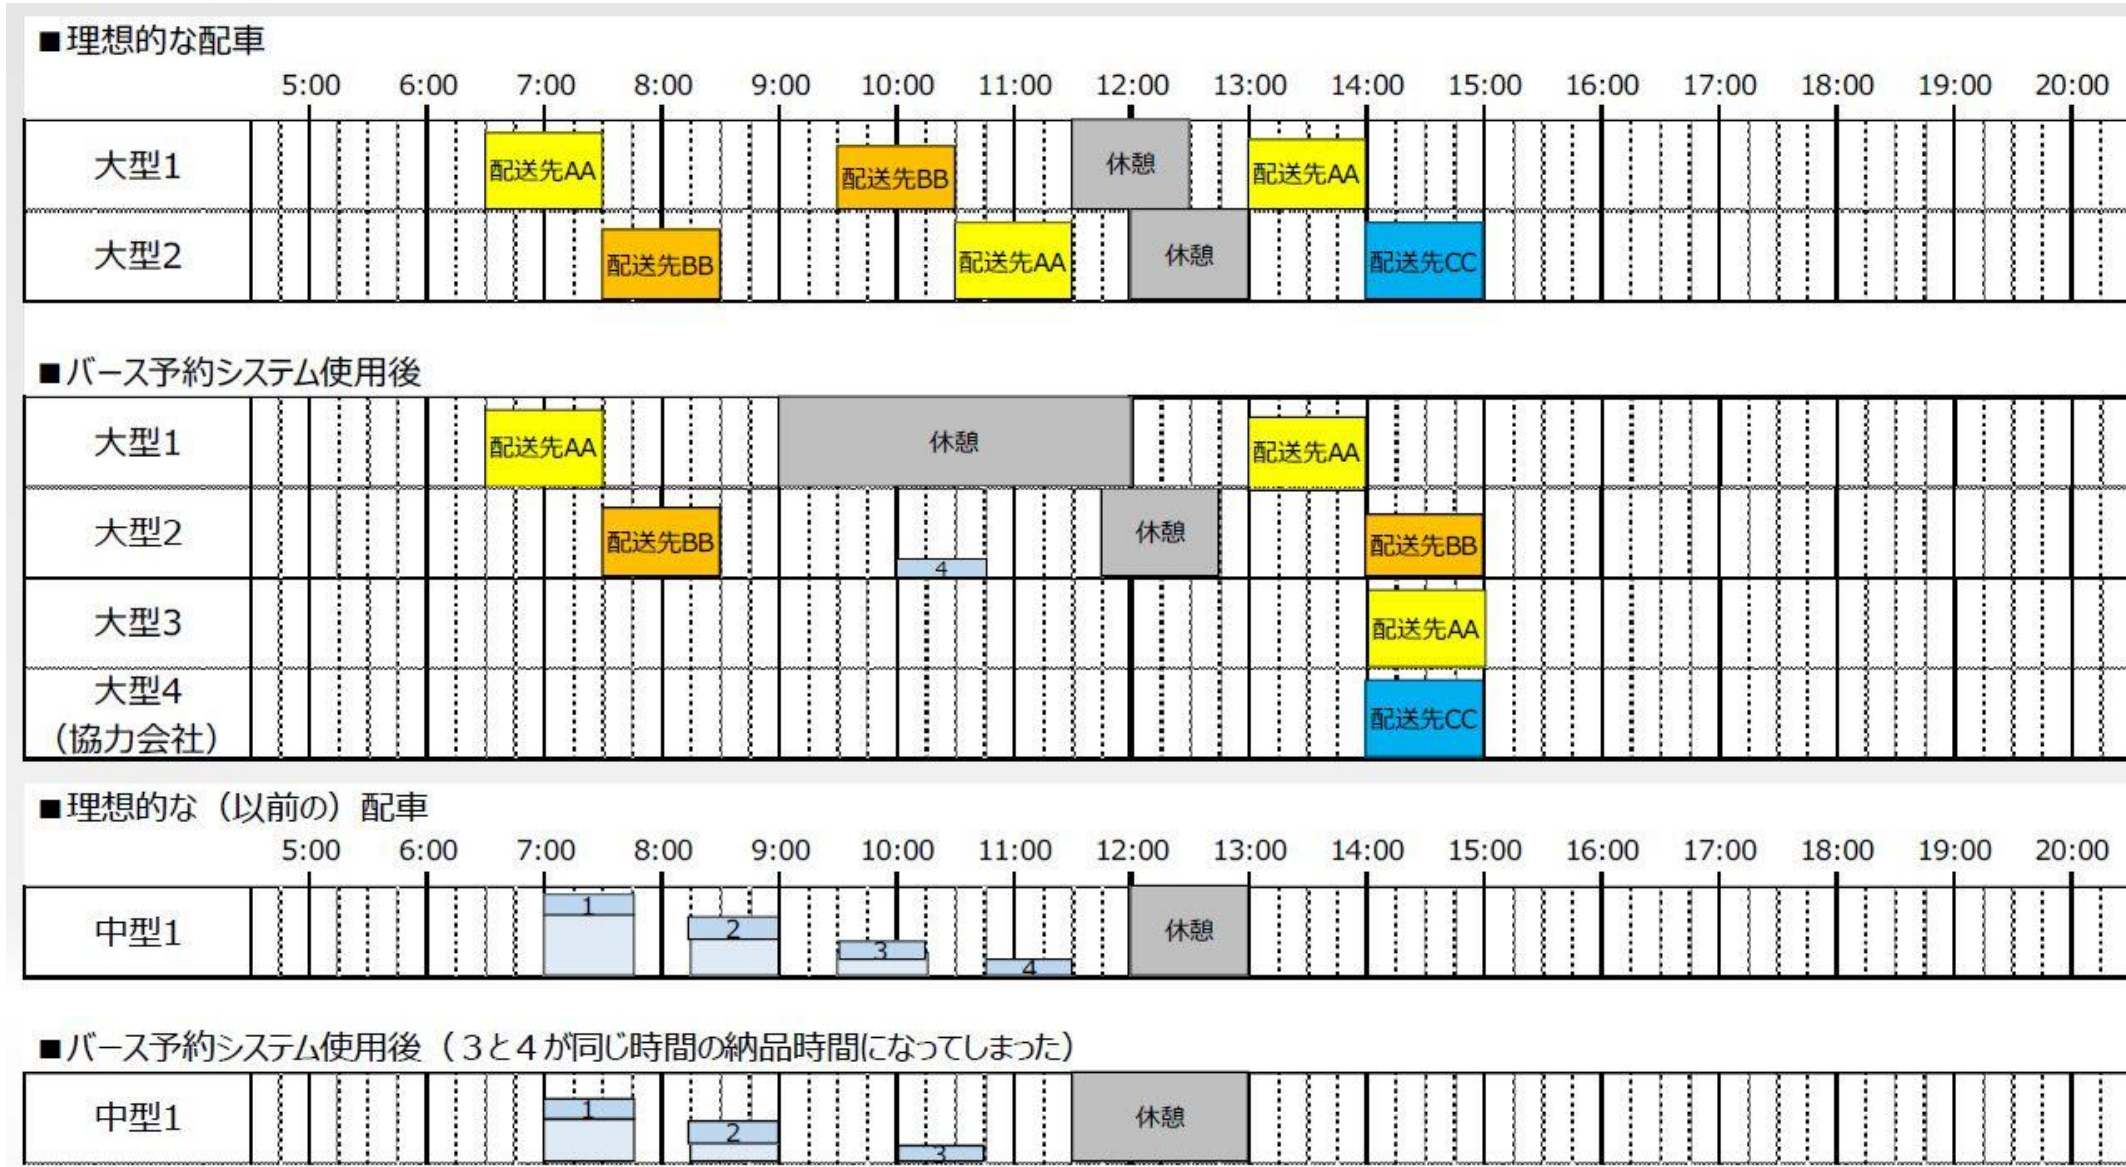 ■理想的な配車
5:00 6:00 7:00 8:00 9:00 10:00 11:00 12:00 13:00 14:00 15:00 16:00 17:00 18:00 19:00 20:00
大型1 配送先AA 配送先BB 休憩 配送先AA
大型2 配送先BB 配送先AA 休憩 配送先CC
■バース予約システム使用後
大型1 配送先AA 休憩 配送先AA
大型2 配送先BB 4 休憩 配送先BB
大型3 配送先AA
大型4
（協力会社） 配送先CC
■理想的な（以前の）配車
5:00 6:00 7:00 8:00 9:00 10:00 11:00 12:00 13:00 14:00 15:00 16:00 17:00 18:00 19:00 20:00
中型1 1 2 3 4 休憩
■バース予約システム使用後（３と４が同じ時間の納品時間になってしまった）
中型1 1 2 3 休憩